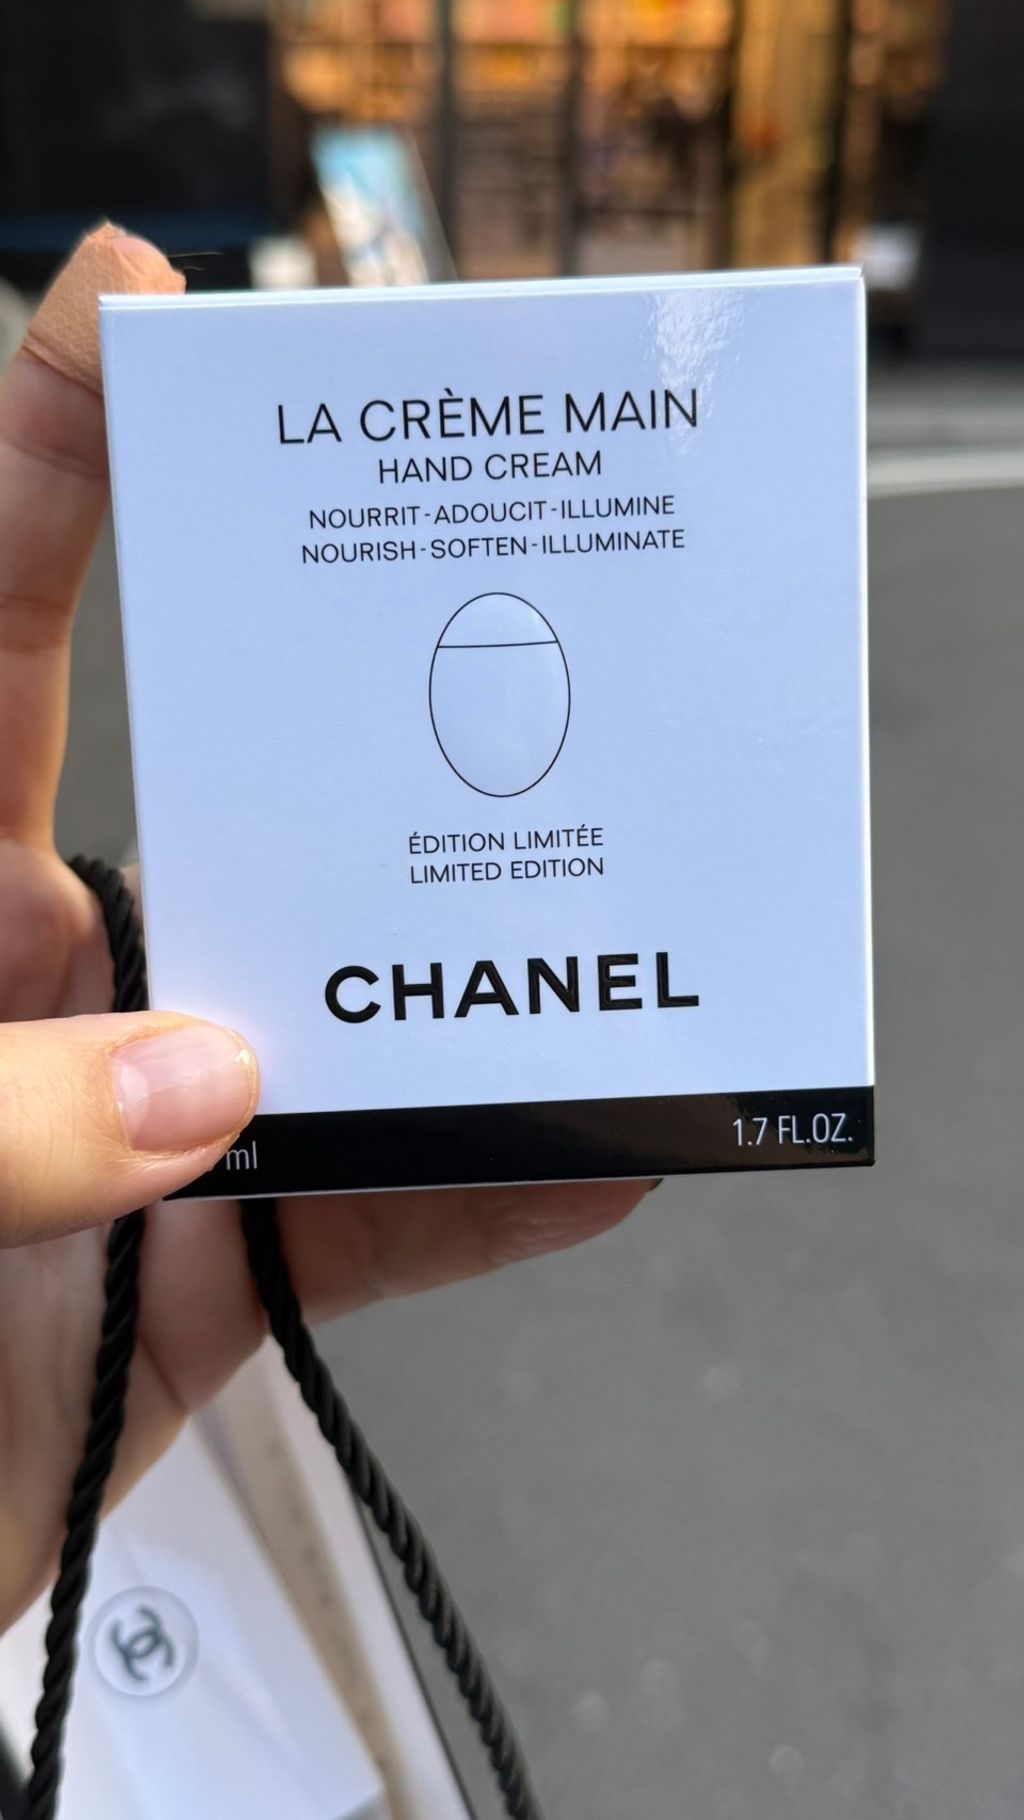 LA CRÈME MAIN
HAND CREAM
NOURRIT-ADOUCIT-ILLUMINE
NOURISH-SOFTEN-ILLUMINATE
ÉDITION LIMITÉE
LIMITED EDITION
CHANEL
ml 1.7 FL.OZ.